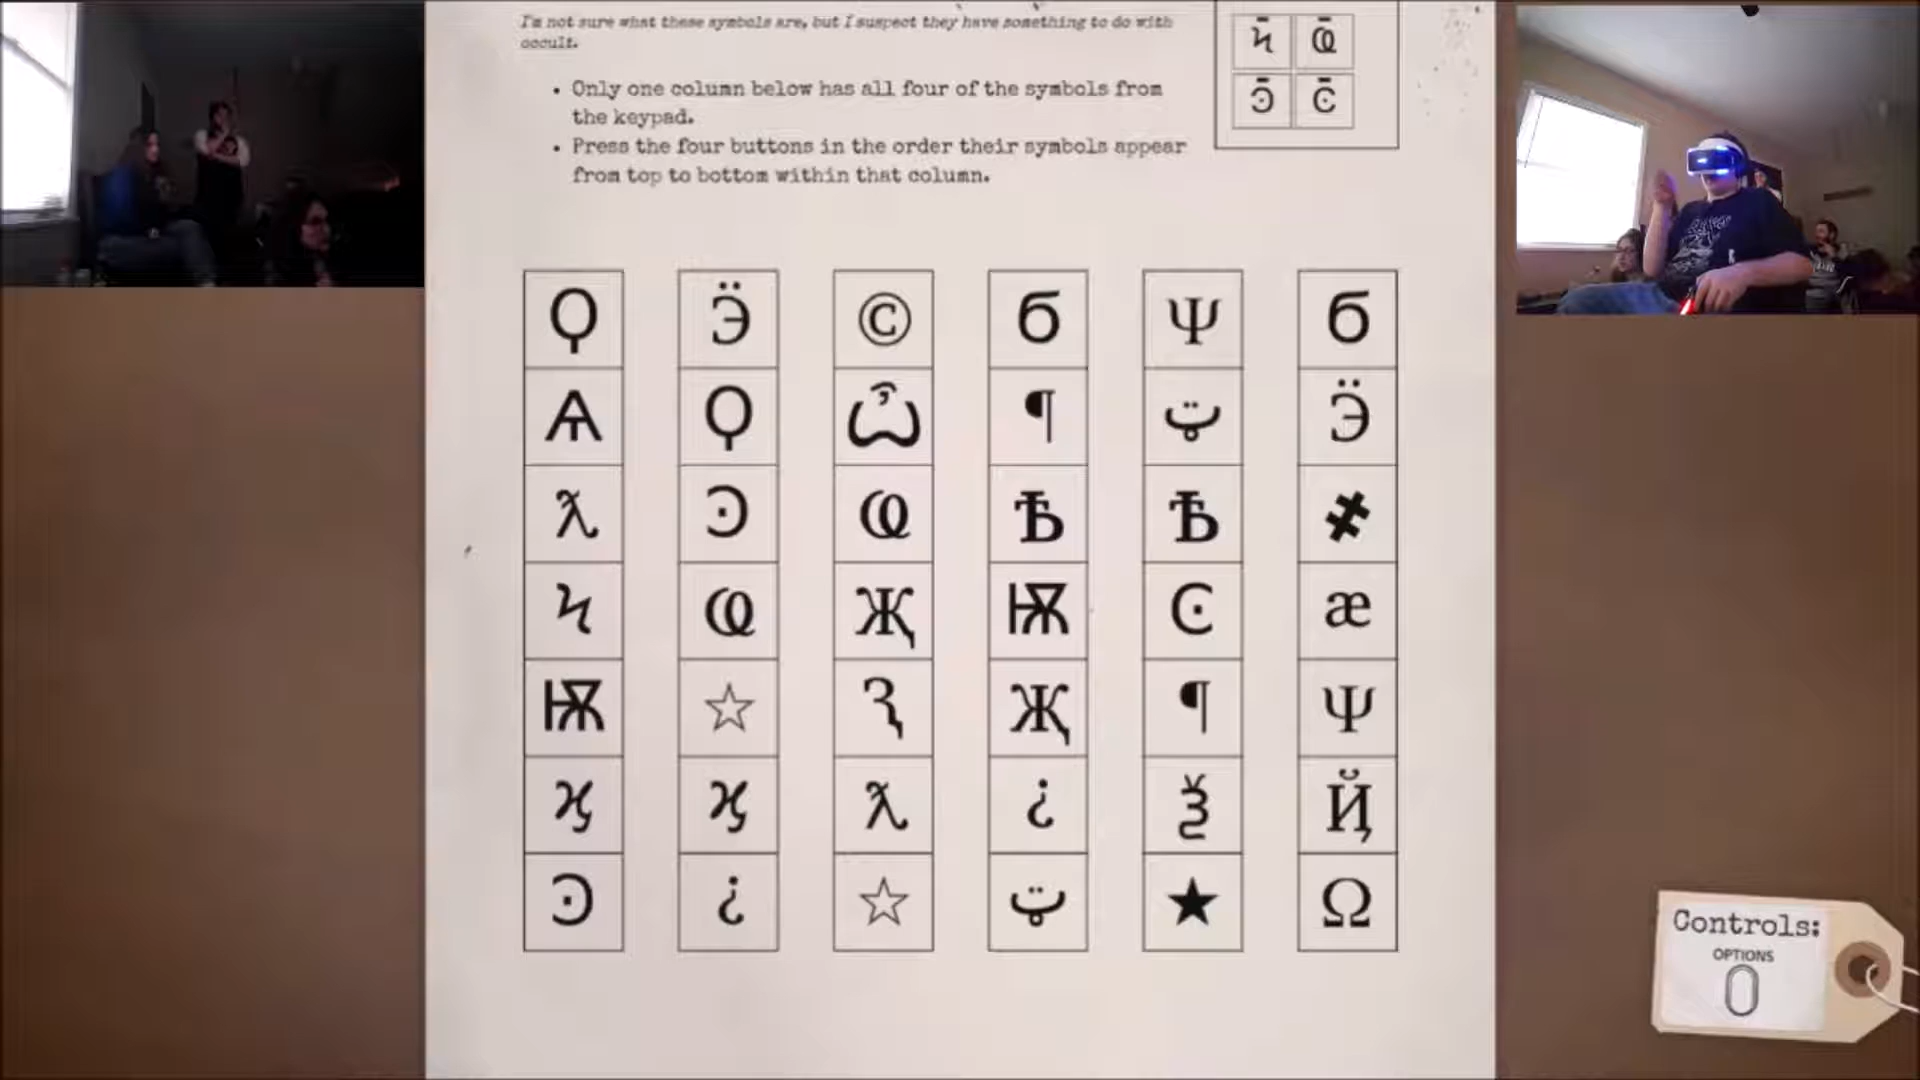 I'm not sure what these symbols are, but I suspect they have something to do with
occult.
Ϟ Ҩ
Ͽ Ͼ
• Only one column below has all four of the symbols from
the keypad.
• Press the four buttons in the order their symbols appear
from top to bottom within that column.
Ϙ Ӭ © Ϭ Ψ Ϭ
Ѧ Ϙ Ѽ ¶ ټ Ӭ
ƛ Ͽ Ҩ Ѣ Ѣ ҂
Ϟ Ҩ Җ Ѭ Ͼ æ
Ѭ ☆ Ԇ Җ ¶ Ψ
ϗ ϗ ƛ ¿ Ѯ Ҋ
Ͽ ¿ ☆ ټ ★ Ω
Controls:
OPTIONS